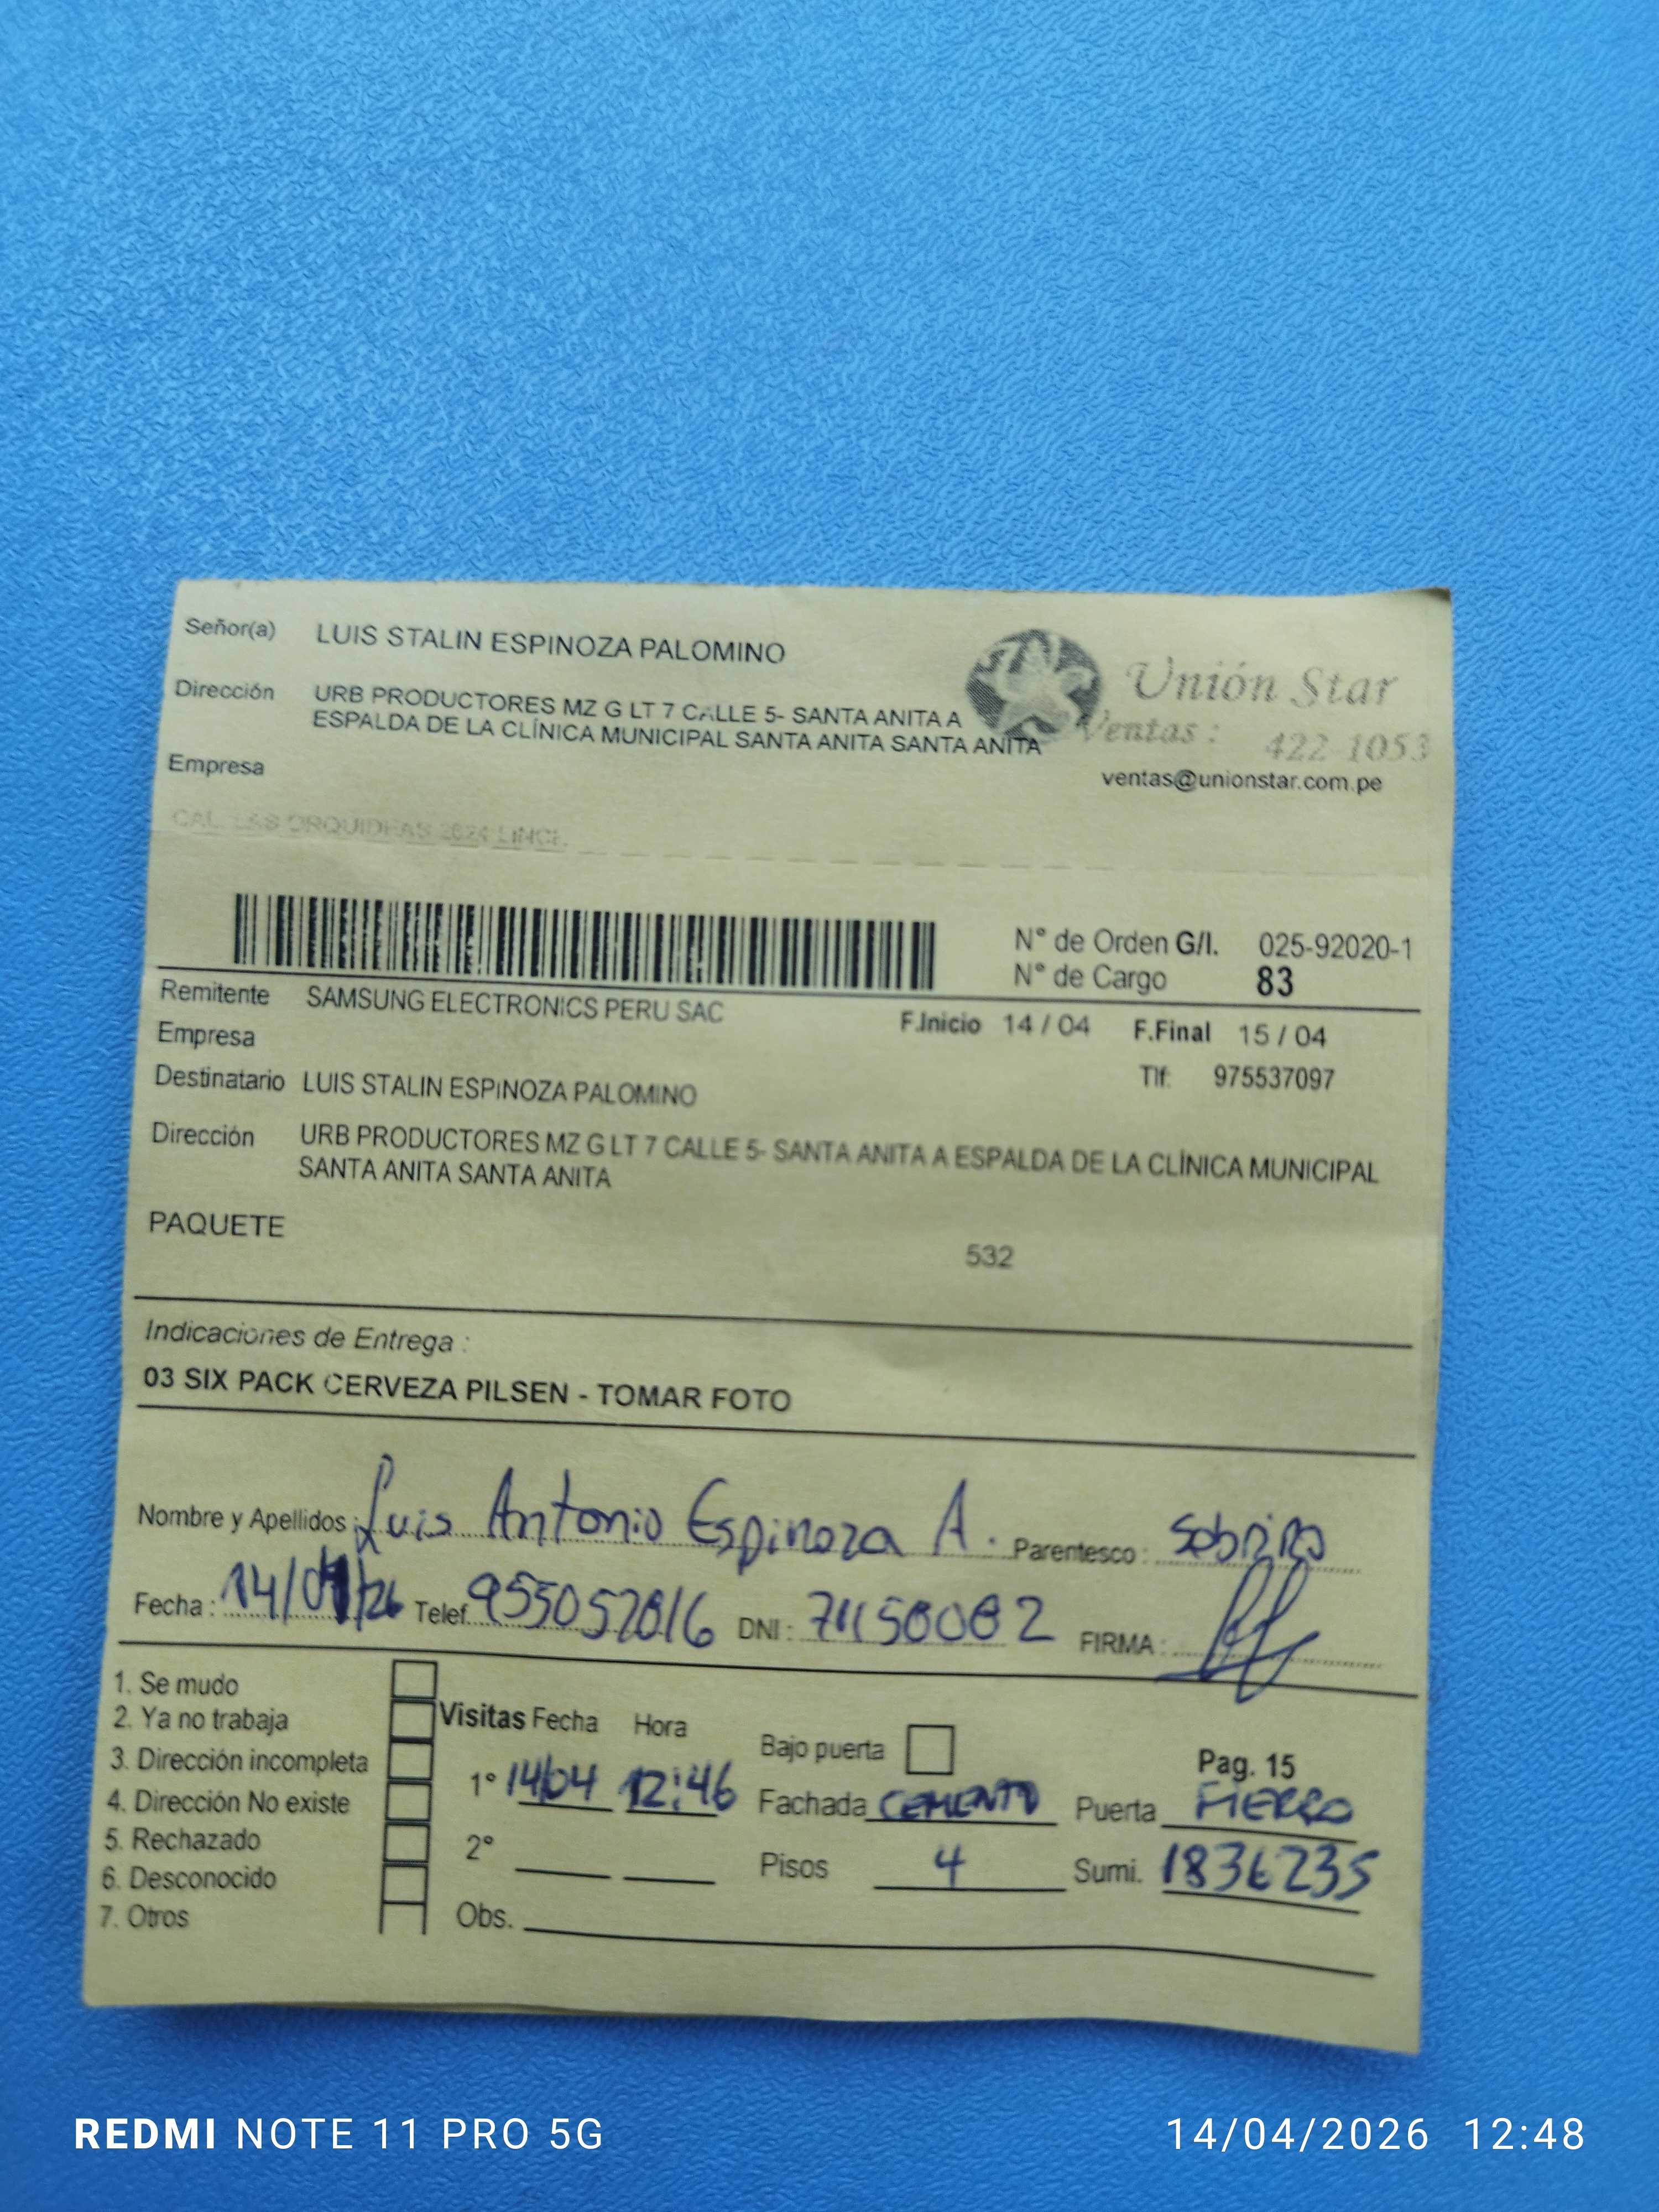 Señor(a) LUIS STALIN ESPINOZA PALOMINO
Unión Star
Dirección URB PRODUCTORES MZ G LT 7 CALLE 5- SANTA ANITA A
ESPALDA DE LA CLÍNICA MUNICIPAL SANTA ANITA SANTA ANITA
Ventas : 422-1053
Empresa
ventas@unionstar.com.pe
CAL. LAS ORQUIDEAS LINCE
N° de Orden G/I. 025-92020-1
N° de Cargo 83
Remitente SAMSUNG ELECTRONICS PERU SAC
F.Inicio 14 / 04 F.Final 15 / 04
Empresa
Destinatario LUIS STALIN ESPINOZA PALOMINO
Tlf: 975537097
Dirección URB PRODUCTORES MZ G LT 7 CALLE 5- SANTA ANITA A ESPALDA DE LA CLÍNICA MUNICIPAL
SANTA ANITA SANTA ANITA
PAQUETE
532
Indicaciones de Entrega :
03 SIX PACK CERVEZA PILSEN - TOMAR FOTO
Nombre y Apellidos : Luis Antonio Espinoza A. Parentesco : Sobrino
Fecha : 14/04/26 Telef. 955052816 DNI : FIRMA :
1. Se mudo
2. Ya no trabaja
3. Dirección incompleta
4. Dirección No existe
5. Rechazado
6. Desconocido
7. Otros
Visitas Fecha Hora
Bajo puerta
Pag. 15
1° 14/04 12:46 Fachada CEMENTO Puerta FIERRO
2° Pisos 4 Sumi. 1836235
Obs.
REDMI NOTE 11 PRO 5G 14/04/2026 12:48